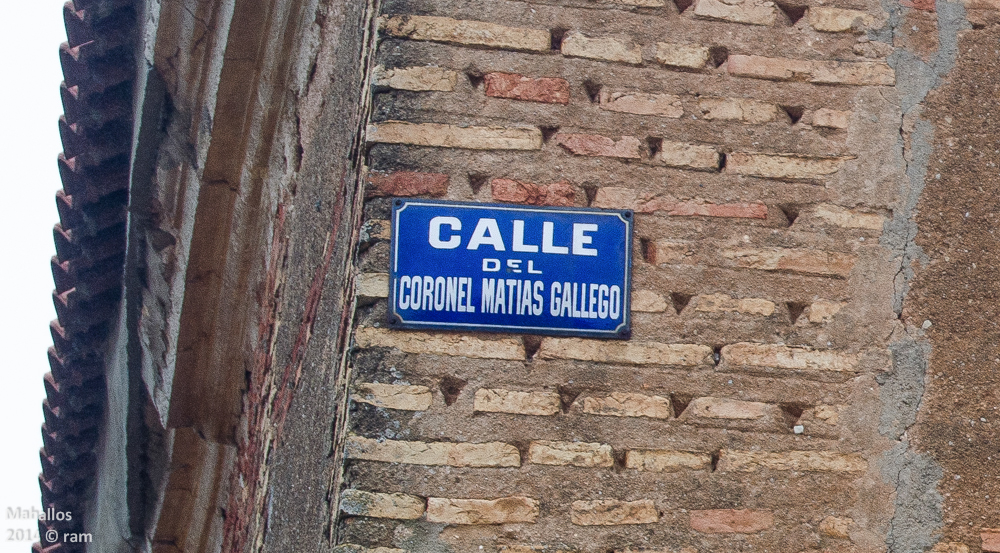 CALLE
DEL
CORONEL MATIAS GALLEGO
Mahallos
2014 © ram